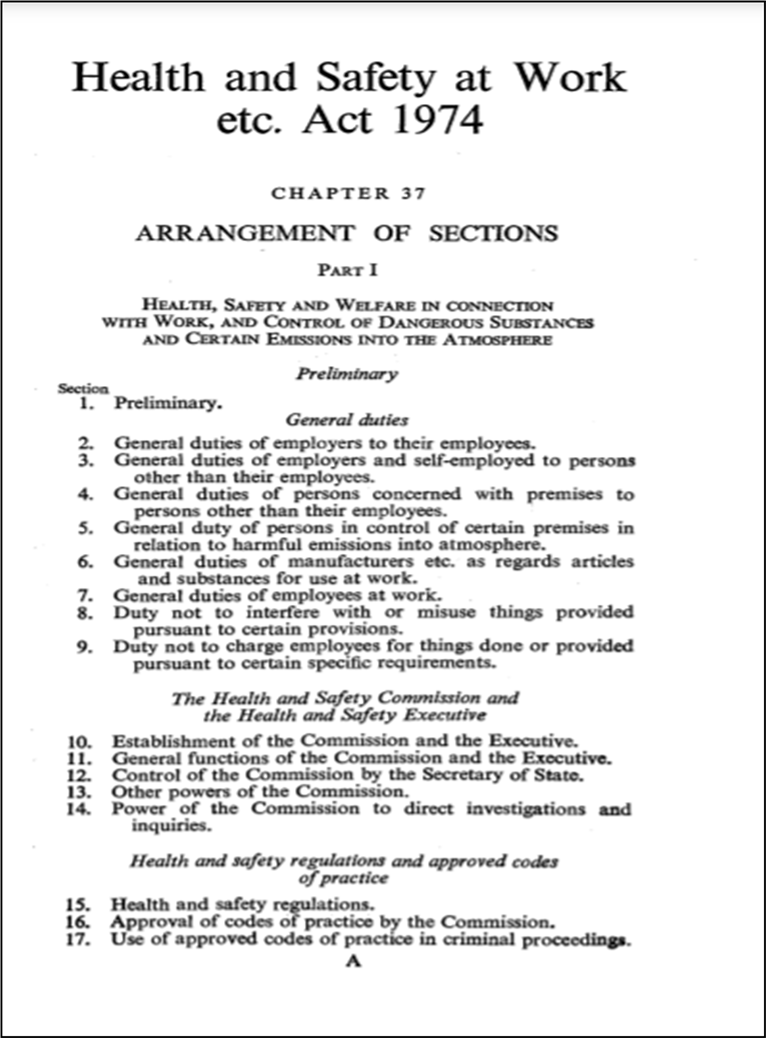 Health and Safety at Work
etc. Act 1974
CHAPTER 37
ARRANGEMENT OF SECTIONS
PART I
HEALTH, SAFETY AND WELFARE IN CONNECTION
WITH WORK, AND CONTROL OF DANGEROUS SUBSTANCES
AND CERTAIN EMISSIONS INTO THE ATMOSPHERE
Preliminary
Section
1. Preliminary.
General duties
2. General duties of employers to their employees.
3. General duties of employers and self-employed to persons
other than their employees.
4. General duties of persons concerned with premises to
persons other than their employees.
5. General duty of persons in control of certain premises in
relation to harmful emissions into atmosphere.
6. General duties of manufacturers etc. as regards articles
and substances for use at work.
7. General duties of employees at work.
8. Duty not to interfere with or misuse things provided
pursuant to certain provisions.
9. Duty not to charge employees for things done or provided
pursuant to certain specific requirements.
The Health and Safety Commission and
the Health and Safety Executive
10. Establishment of the Commission and the Executive.
11. General functions of the Commission and the Executive.
12. Control of the Commission by the Secretary of State.
13. Other powers of the Commission.
14. Power of the Commission to direct investigations and
inquiries.
Health and safety regulations and approved codes
of practice
15. Health and safety regulations.
16. Approval of codes of practice by the Commission.
17. Use of approved codes of practice in criminal proceedings.
A